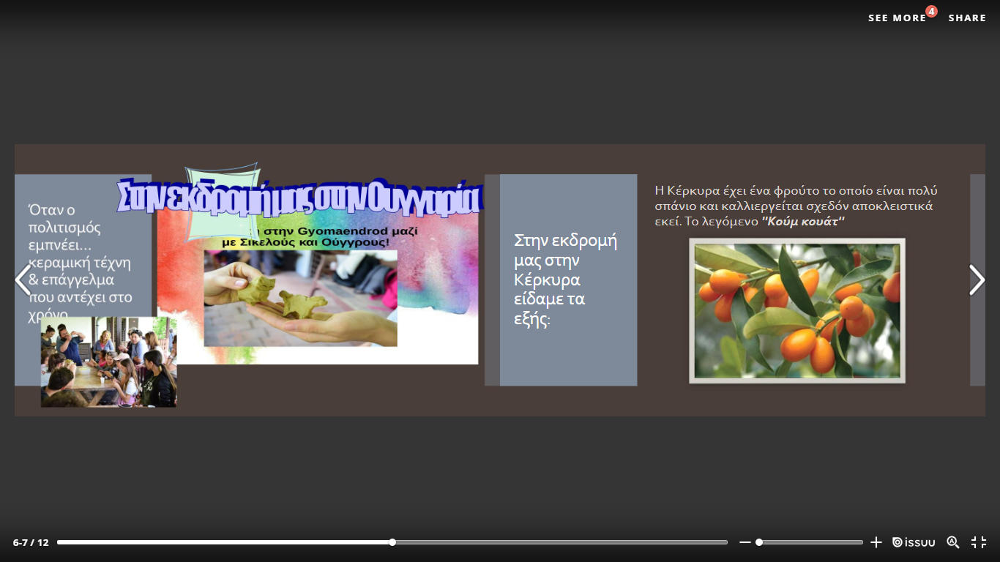 SEE MORE 4 SHARE
Όταν ο
πολιτισμός
εμπνέει...
κεραμική τέχνη
& επάγγελμα
που αντέχει στο
χρόνο
Στην εκδρομή μας στην Ουγγαρία
στην Gyomaendrod μαζί
με Σικελούς και Ούγγρους!
Στην εκδρομή
μας στην
Κέρκυρα
είδαμε τα
εξής:
Η Κέρκυρα έχει ένα φρούτο το οποίο είναι πολύ
σπάνιο και καλλιεργείται σχεδόν αποκλειστικά
εκεί. Το λεγόμενο "Κούμ κουάτ"
6-7 / 12
issuu